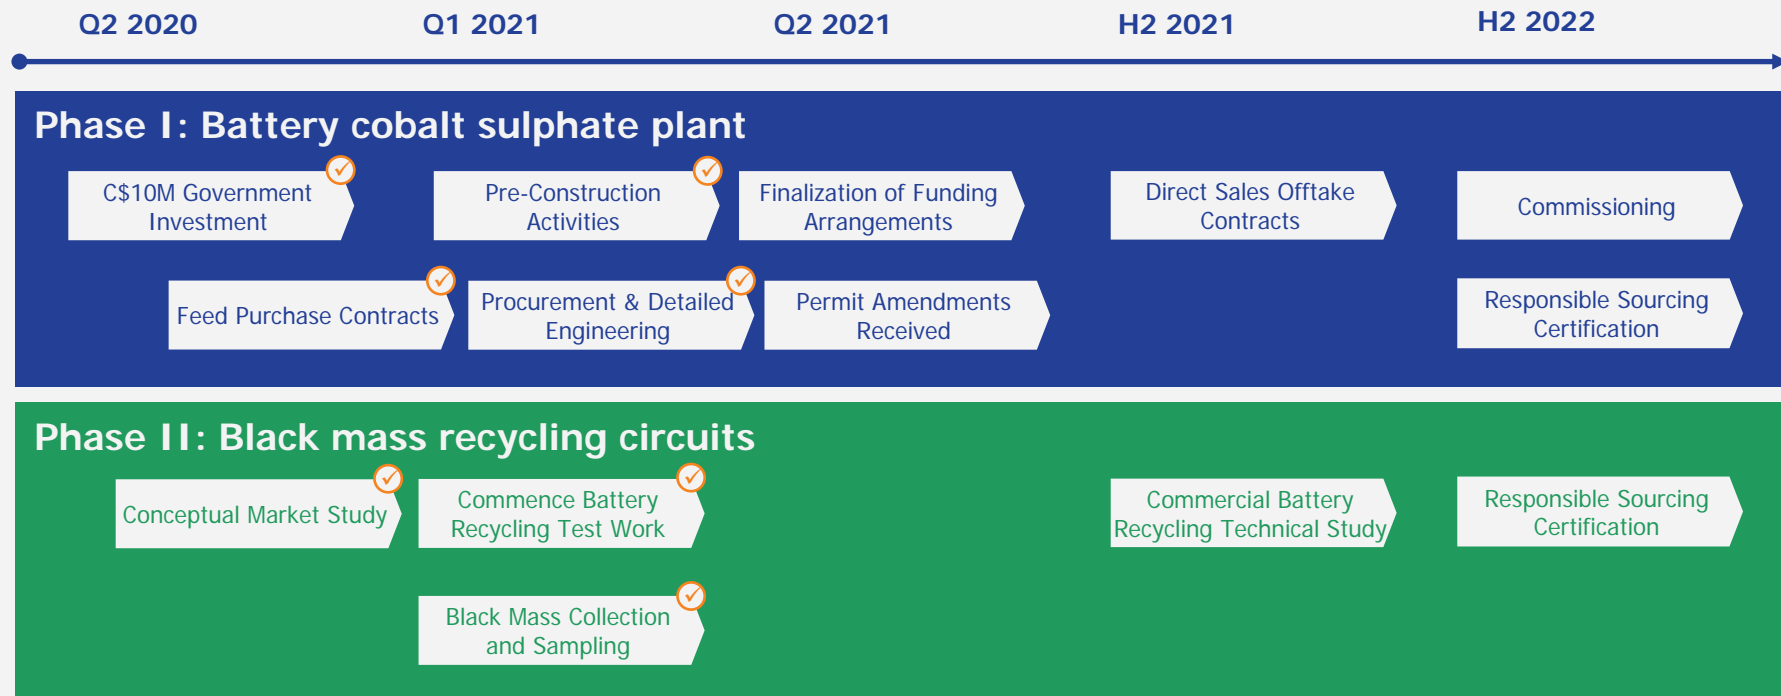 Q2 2020
Q1 2021
Q2 2021
H2 2021
H2 2022
Phase I: Battery cobalt sulphate plant
C$10M Government
Investment
Pre-Construction
Activities
Finalization of Funding
Arrangements
Direct Sales Offtake
Contracts
Commissioning
Feed Purchase Contracts
Procurement & Detailed
Engineering
Permit Amendments
Received
Responsible Sourcing
Certification
Phase II: Black mass recycling circuits
Conceptual Market Study
Commence Battery
Recycling Test Work
Commercial Battery
Recycling Technical Study
Responsible Sourcing
Certification
Black Mass Collection
and Sampling